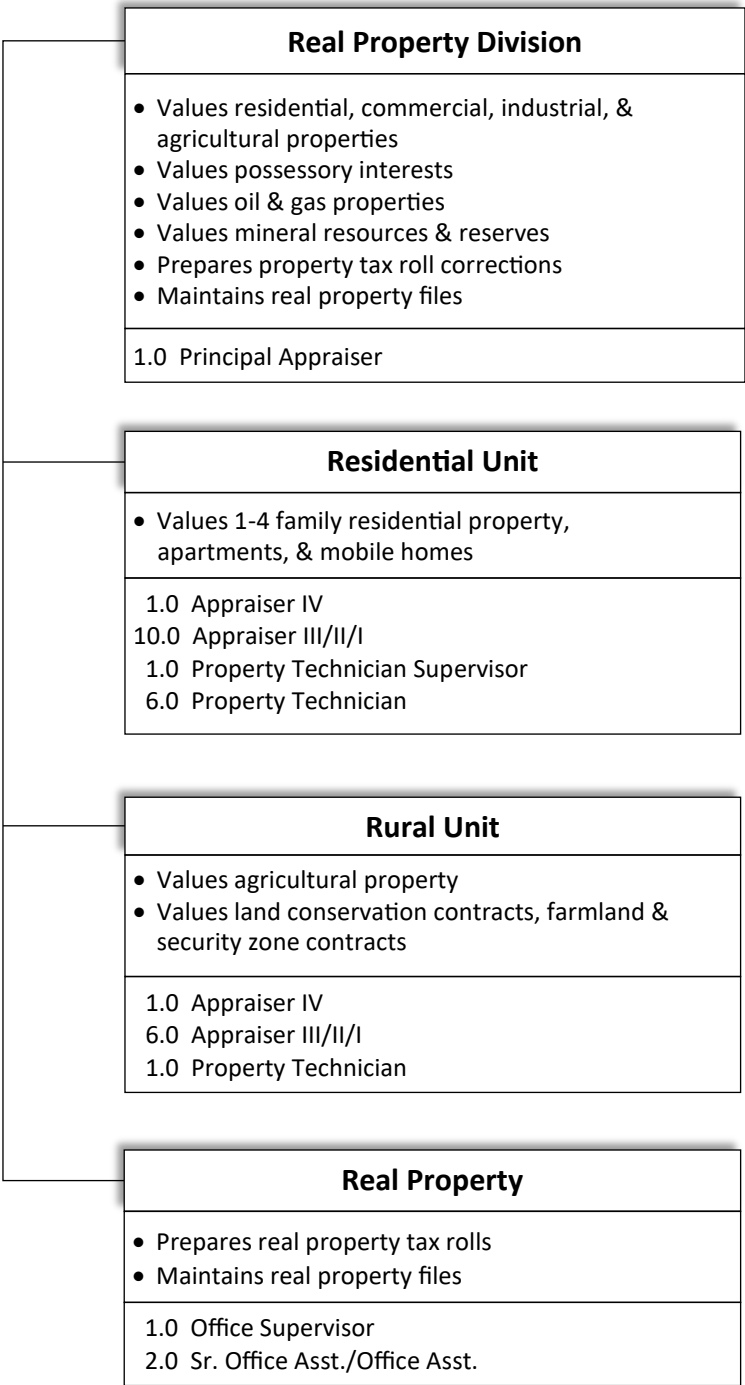 Real Property Division
• Values residential, commercial, industrial, &
agricultural properties
• Values possessory interests
• Values oil & gas properties
• Values mineral resources & reserves
• Prepares property tax roll corrections
• Maintains real property files
1.0 Principal Appraiser
Residential Unit
• Values 1-4 family residential property,
apartments, & mobile homes
1.0 Appraiser IV
10.0 Appraiser III/II/I
1.0 Property Technician Supervisor
6.0 Property Technician
Rural Unit
• Values agricultural property
• Values land conservation contracts, farmland &
security zone contracts
1.0 Appraiser IV
6.0 Appraiser III/II/I
1.0 Property Technician
Real Property
• Prepares real property tax rolls
• Maintains real property files
1.0 Office Supervisor
2.0 Sr. Office Asst./Office Asst.